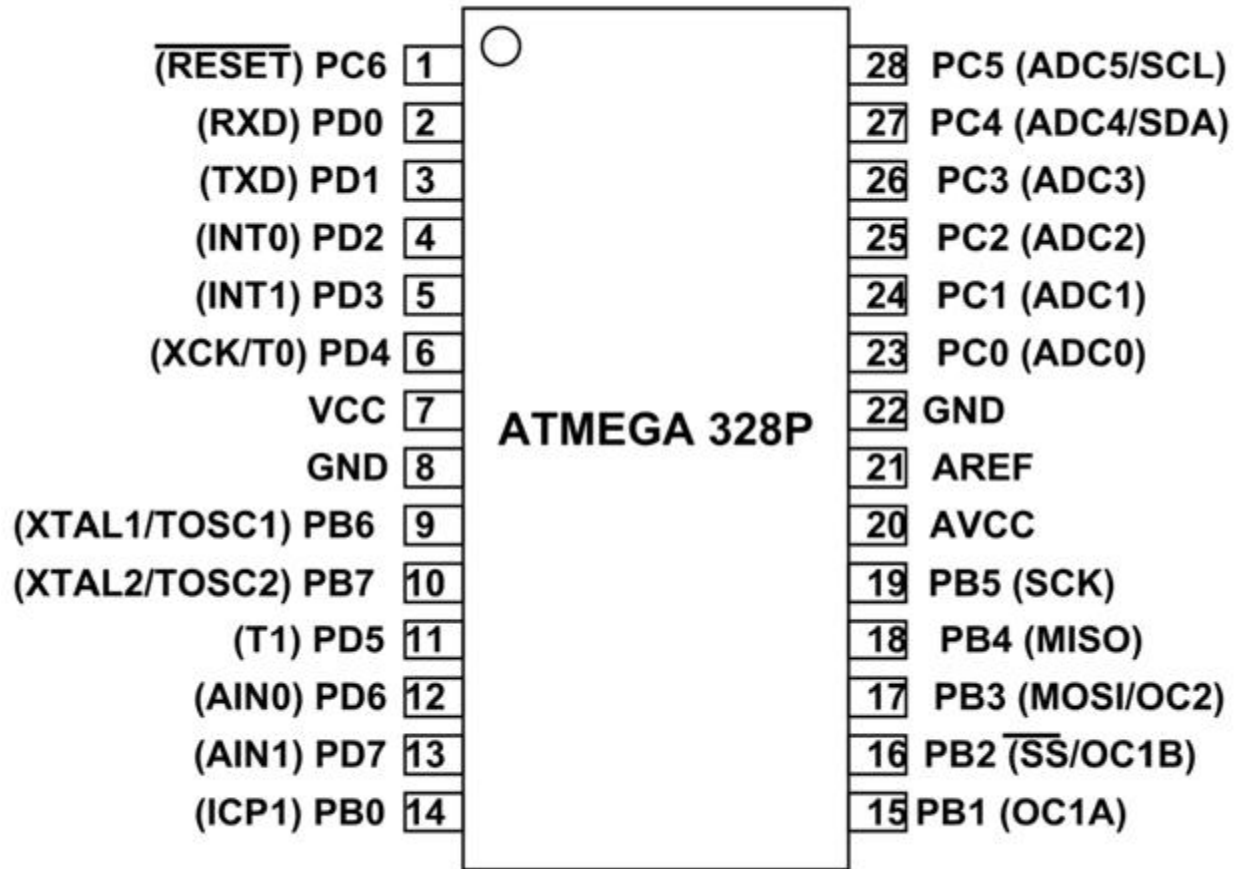 (RESET) PC6 1
(RXD) PD0 2
(TXD) PD1 3
(INT0) PD2 4
(INT1) PD3 5
(XCK/T0) PD4 6
VCC 7
GND 8
(XTAL1/TOSC1) PB6 9
(XTAL2/TOSC2) PB7 10
(T1) PD5 11
(AIN0) PD6 12
(AIN1) PD7 13
(ICP1) PB0 14
ATMEGA 328P
28 PC5 (ADC5/SCL)
27 PC4 (ADC4/SDA)
26 PC3 (ADC3)
25 PC2 (ADC2)
24 PC1 (ADC1)
23 PC0 (ADC0)
22 GND
21 AREF
20 AVCC
19 PB5 (SCK)
18 PB4 (MISO)
17 PB3 (MOSI/OC2)
16 PB2 (SS/OC1B)
15 PB1 (OC1A)